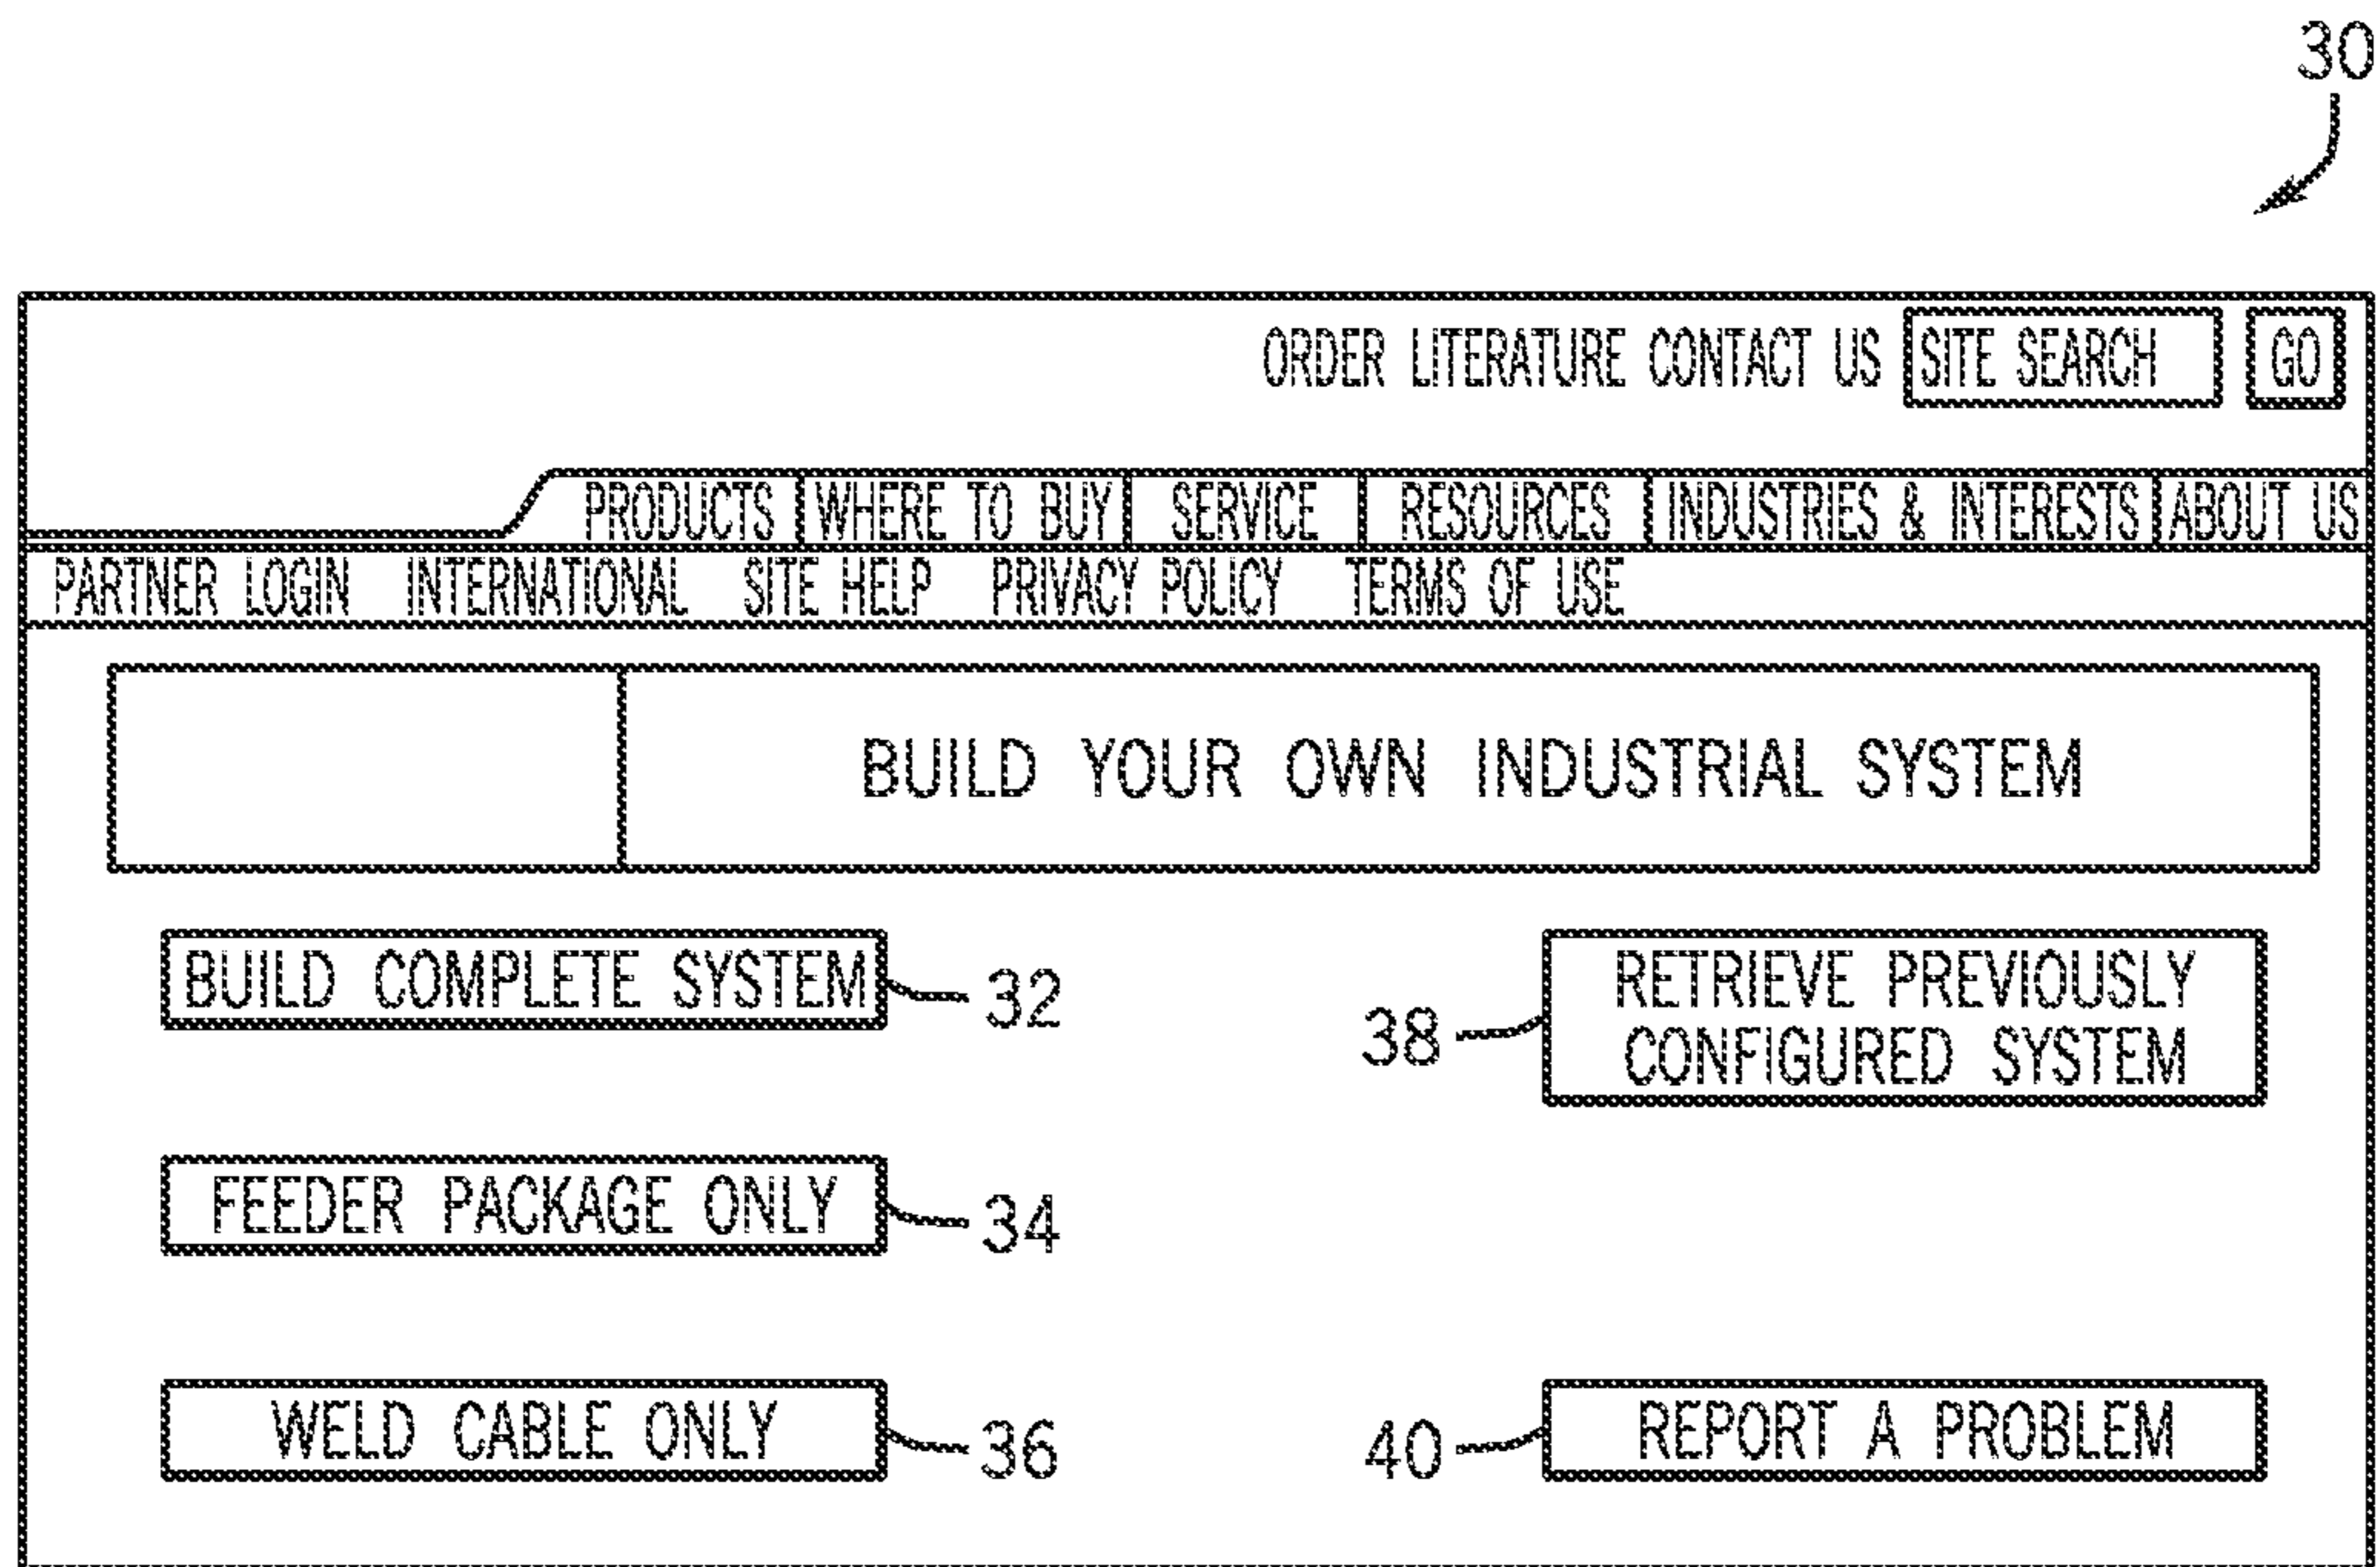 30
ORDER LITERATURE CONTACT US SITE SEARCH GO
PRODUCTS WHERE TO BUY SERVICE RESOURCES INDUSTRIES & INTERESTS ABOUT US
PARTNER LOGIN INTERNATIONAL SITE HELP PRIVACY POLICY TERMS OF USE
BUILD YOUR OWN INDUSTRIAL SYSTEM
BUILD COMPLETE SYSTEM 32
38 RETRIEVE PREVIOUSLY
CONFIGURED SYSTEM
FEEDER PACKAGE ONLY 34
WELD CABLE ONLY 36
40 REPORT A PROBLEM